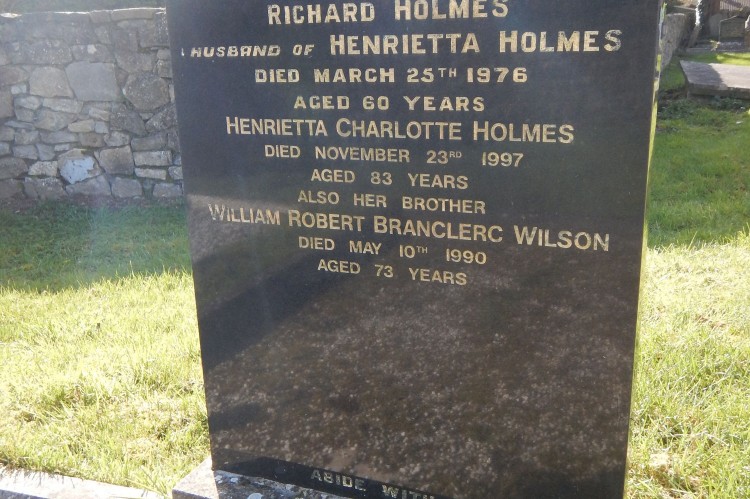 RICHARD HOLMES
HUSBAND OF HENRIETTA HOLMES
DIED MARCH 25TH 1976
AGED 60 YEARS
HENRIETTA CHARLOTTE HOLMES
DIED NOVEMBER 23RD 1997
AGED 83 YEARS
ALSO HER BROTHER
WILLIAM ROBERT BRANCLERC WILSON
DIED MAY 10TH 1990
AGED 73 YEARS
ABIDE WITH